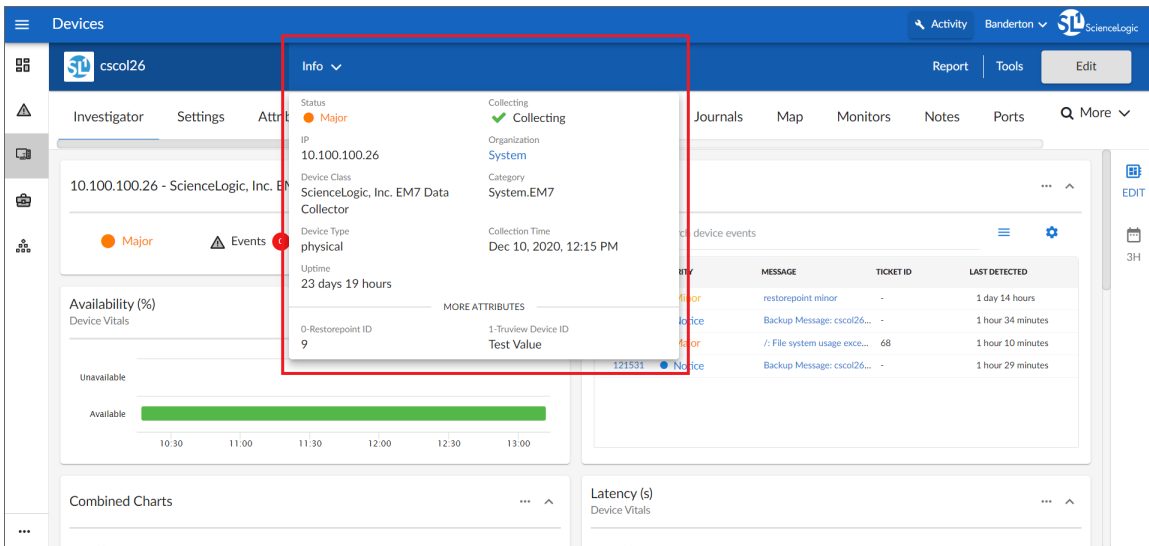 Devices
Activity
Banderton
SL1 ScienceLogic
SL1
cscol26
Info
Report
Tools
Edit
Investigator
Settings
Journals
Map
Monitors
Notes
Ports
More
Status
Major
Collecting
Collecting
IP
10.100.100.26
Organization
System
Device Class
ScienceLogic, Inc. EM7 Data
Collector
Category
System.EM7
Device Type
physical
Collection Time
Dec 10, 2020, 12:15 PM
Uptime
23 days 19 hours
MORE ATTRIBUTES
0-Restorepoint ID
9
1-Truview Device ID
Test Value
10.100.100.26 - ScienceLogic, Inc.
Major
Events
EDIT
3H
device events
MESSAGE
TICKET ID
LAST DETECTED
Minor
restorepoint minor
-
1 day 14 hours
Notice
Backup Message: cscol26...
-
1 hour 34 minutes
Major
/: File system usage exce...
68
1 hour 10 minutes
121531
Notice
Backup Message: cscol26...
-
1 hour 29 minutes
Availability (%)
Device Vitals
Unavailable
Available
10:30
11:00
11:30
12:00
12:30
13:00
Combined Charts
Latency (s)
Device Vitals